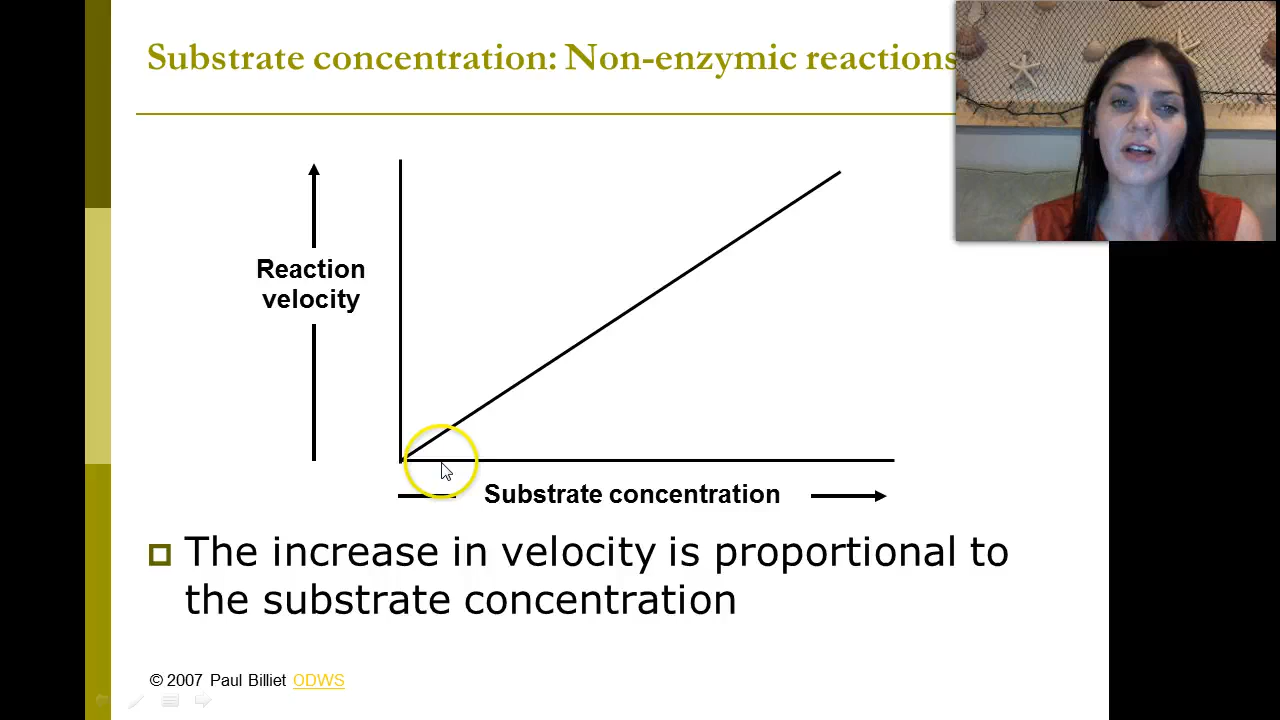 Substrate concentration: Non-enzymic reactions
Reaction
velocity
Substrate concentration
The increase in velocity is proportional to
the substrate concentration
© 2007 Paul Billiet ODWS